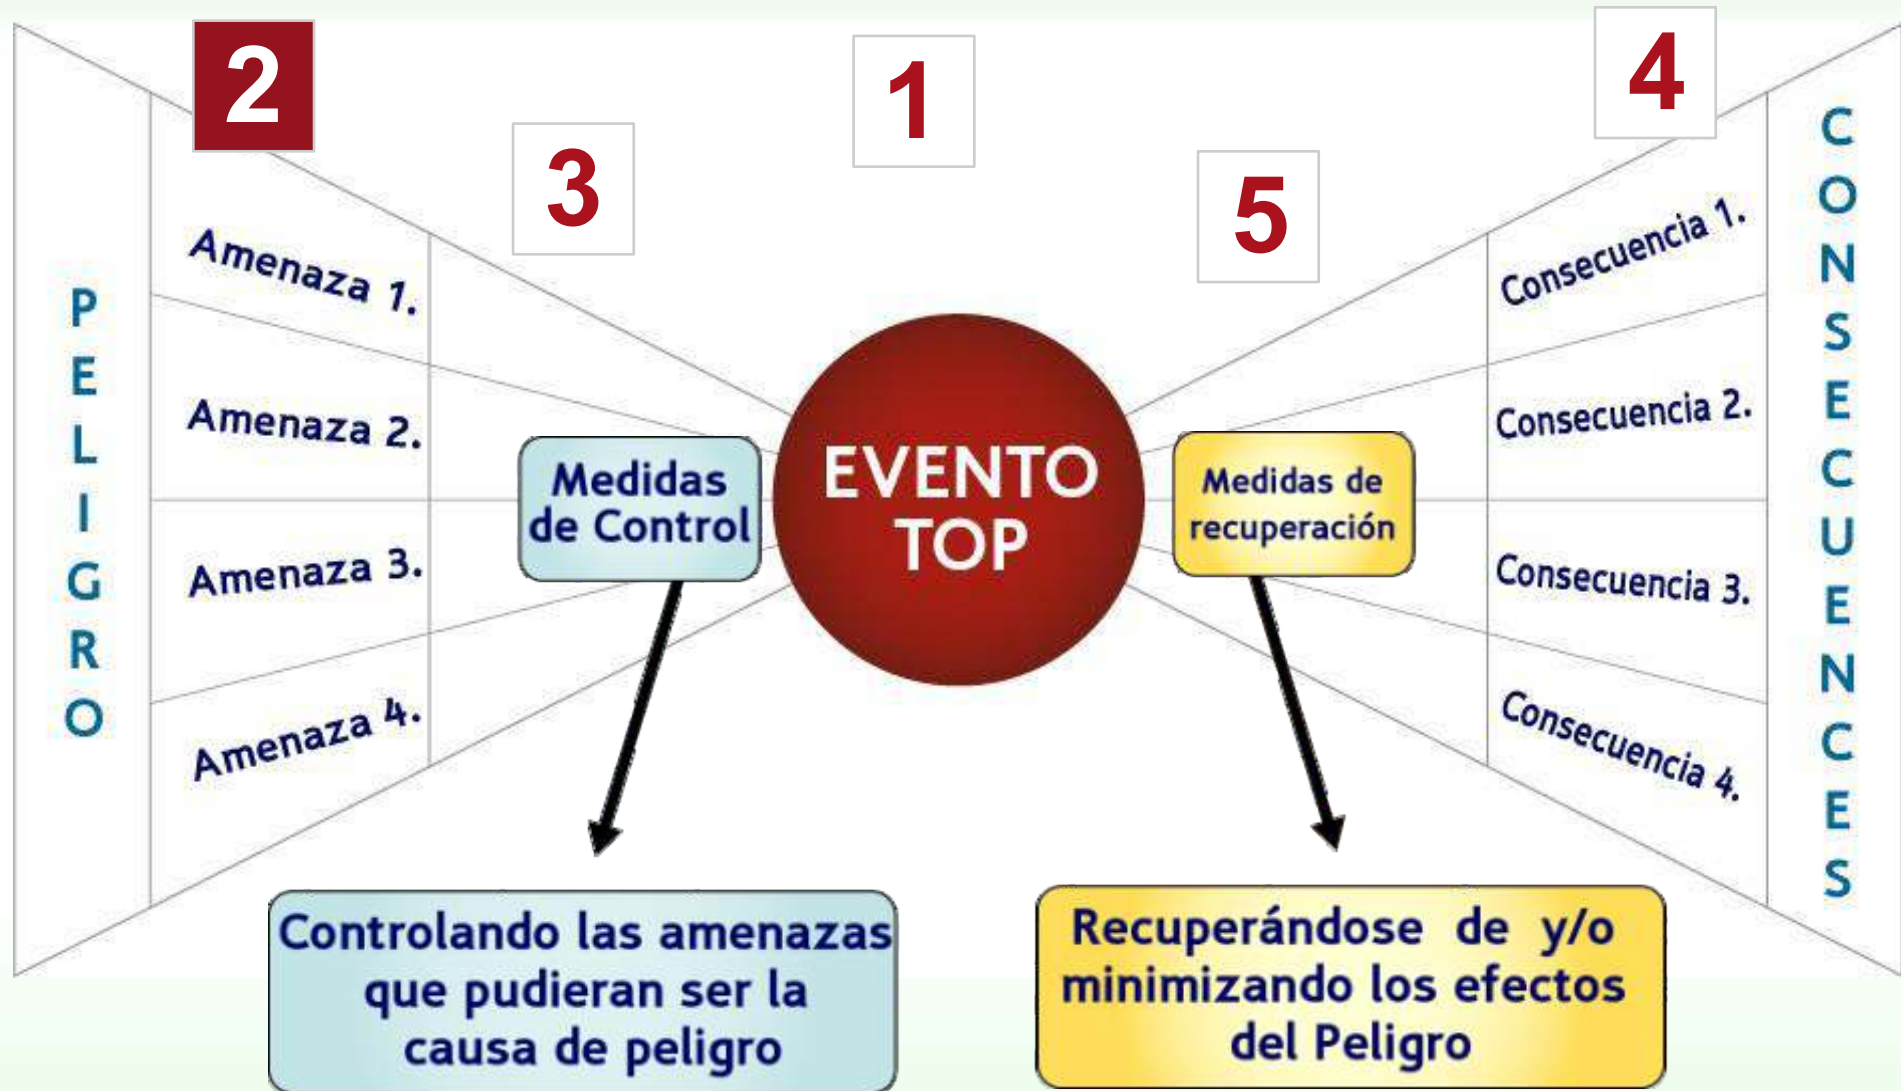 2
3
1
5
4
PELIGRO
Amenaza 1.
Amenaza 2.
Amenaza 3.
Amenaza 4.
Medidas
de Control
EVENTO
TOP
Medidas de
recuperación
Consecuencia 1.
Consecuencia 2.
Consecuencia 3.
Consecuencia 4.
CONSECUENCES
Controlando las amenazas
que pudieran ser la
causa de peligro
Recuperándose de y/o
minimizando los efectos
del Peligro